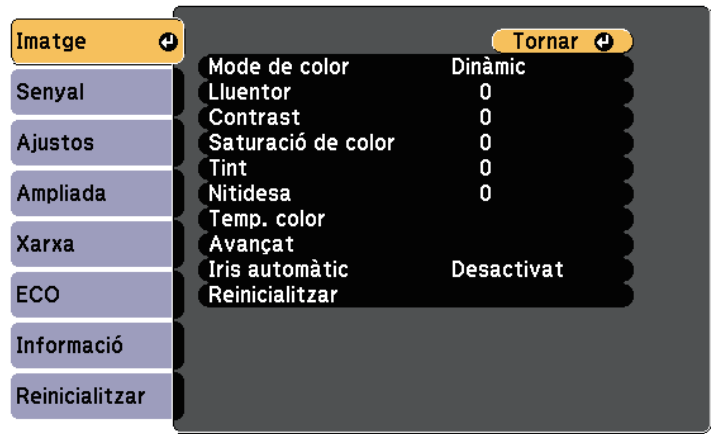 Imatge
Senyal
Ajustos
Ampliada
Xarxa
ECO
Informació
Reinicialitzar
Tornar
Mode de color Dinàmic
Lluentor 0
Contrast 0
Saturació de color 0
Tint 0
Nitidesa 0
Temp. color
Avançat
Iris automàtic Desactivat
Reinicialitzar